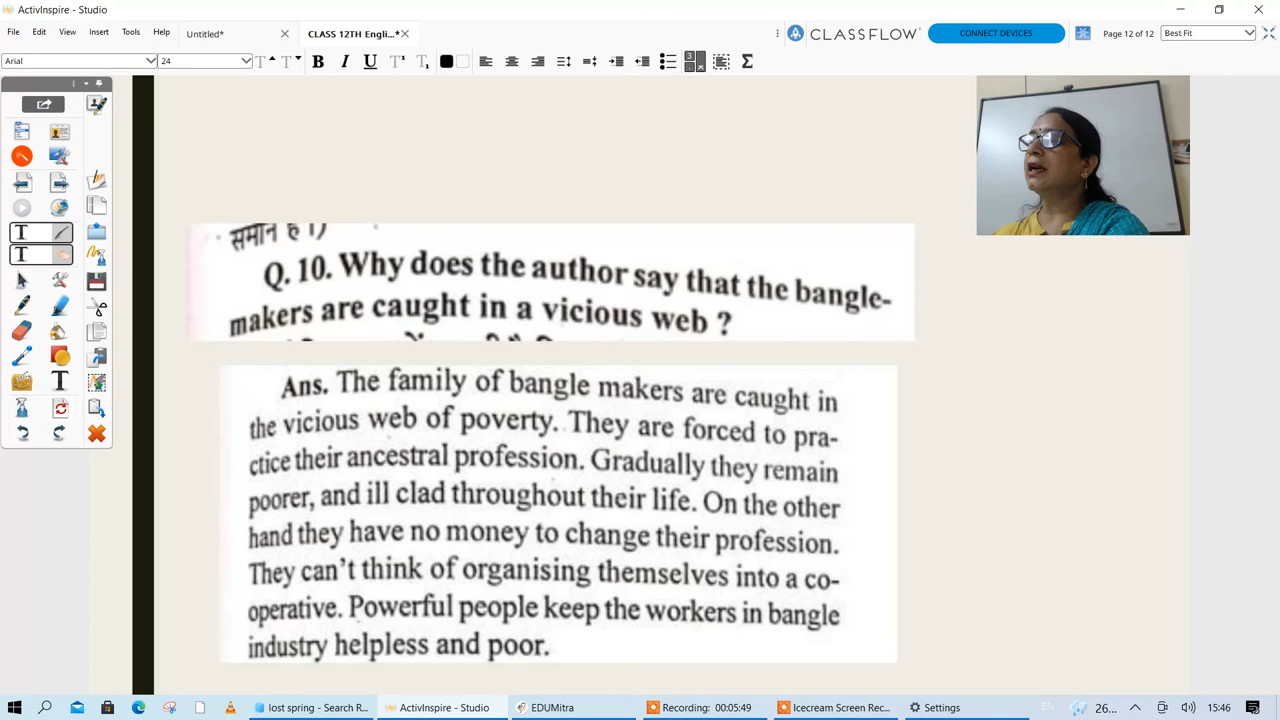 ActivInspire - Studio
File Edit View Insert Tools Help
Untitled*
CLASS 12TH Engli...*
CLASSFLOW
CONNECT DEVICES
Page 12 of 12
Best Fit
Arial
24
समान है।)
Q. 10. Why does the author say that the bangle-
makers are caught in a vicious web ?
Ans. The family of bangle makers are caught in
the vicious web of poverty. They are forced to pra-
ctice their ancestral profession. Gradually they remain
poorer, and ill clad throughout their life. On the other
hand they have no money to change their profession.
They can't think of organising themselves into a co-
operative. Powerful people keep the workers in bangle
industry helpless and poor.
lost spring - Search R...
ActivInspire - Studio
EDUMitra
Recording: 00:05:49
Icecream Screen Rec...
Settings
EN
26...
15:46